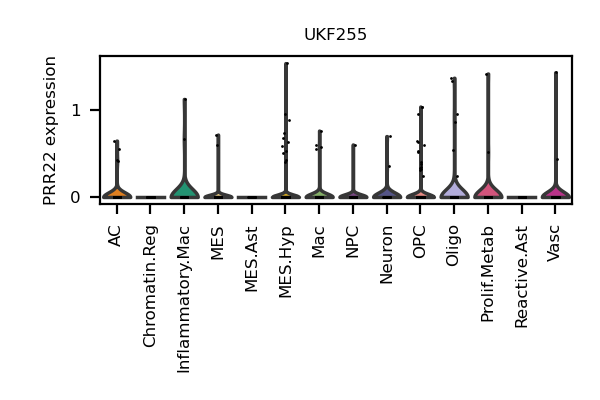 UKF255
PRR22 expression
1
0
AC
Chromatin.Reg
Inflammatory.Mac
MES
MES.Ast
MES.Hyp
Mac
NPC
Neuron
OPC
Oligo
Prolif.Metab
Reactive.Ast
Vasc